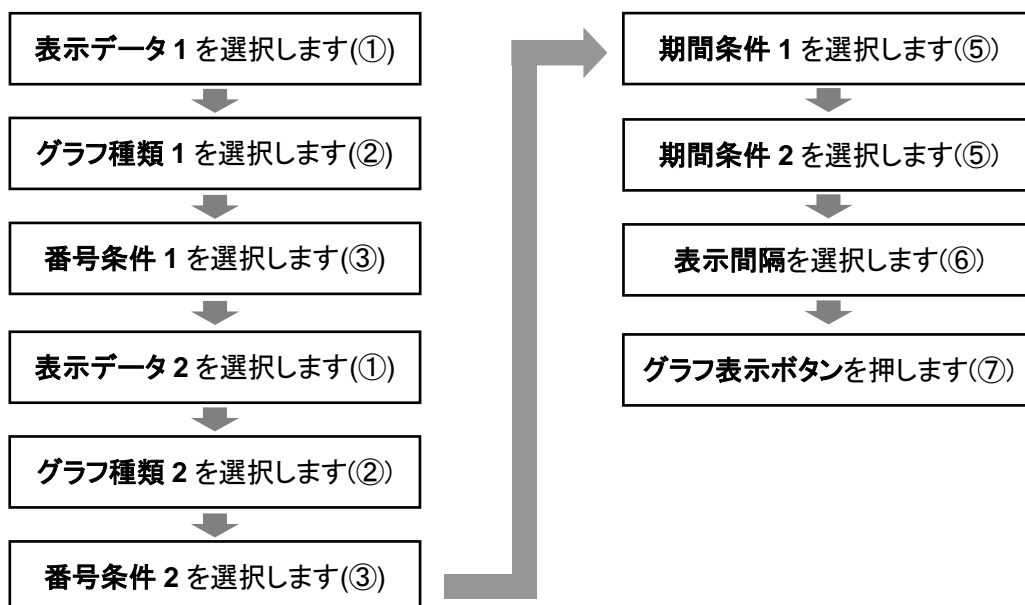 表示データ 1 を選択します(①)
グラフ種類 1 を選択します(②)
番号条件 1 を選択します(③)
表示データ 2 を選択します(①)
グラフ種類 2 を選択します(②)
番号条件 2 を選択します(③)
期間条件 1 を選択します(⑤)
期間条件 2 を選択します(⑤)
表示間隔を選択します(⑥)
グラフ表示ボタンを押します(⑦)